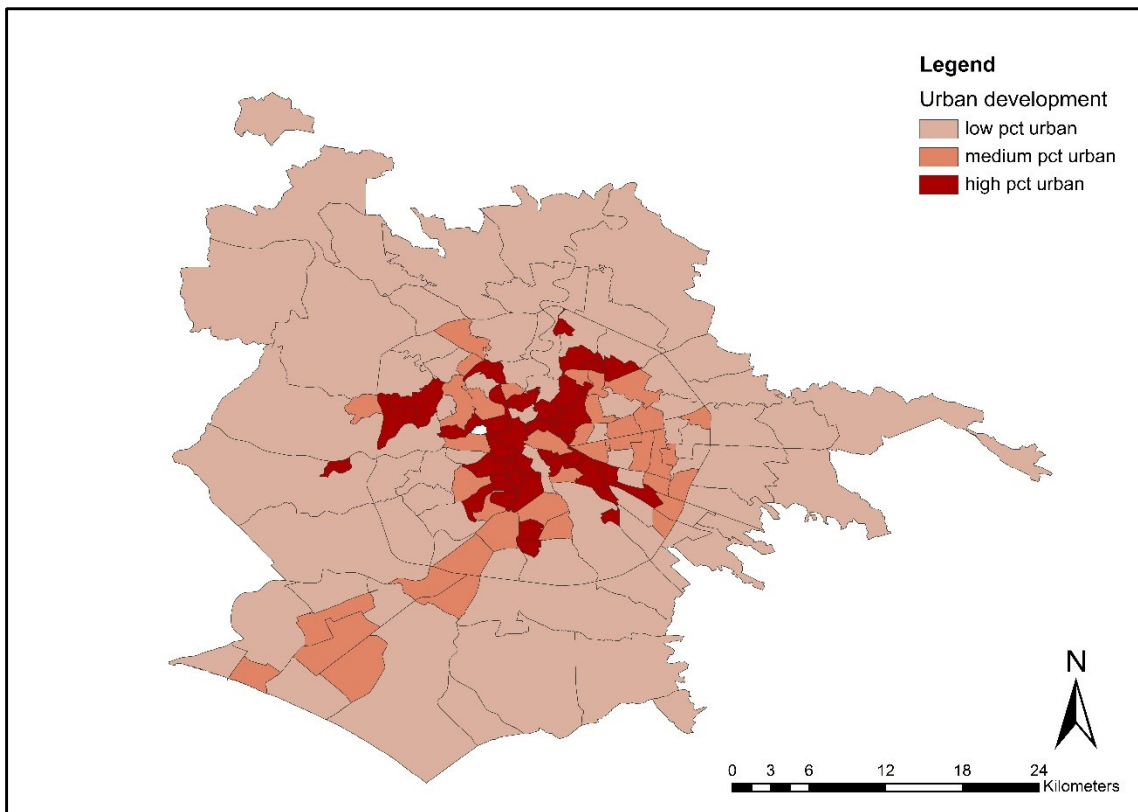 Legend
Urban development
low pct urban
medium pct urban
high pct urban
N
0 3 6 12 18 24
Kilometers